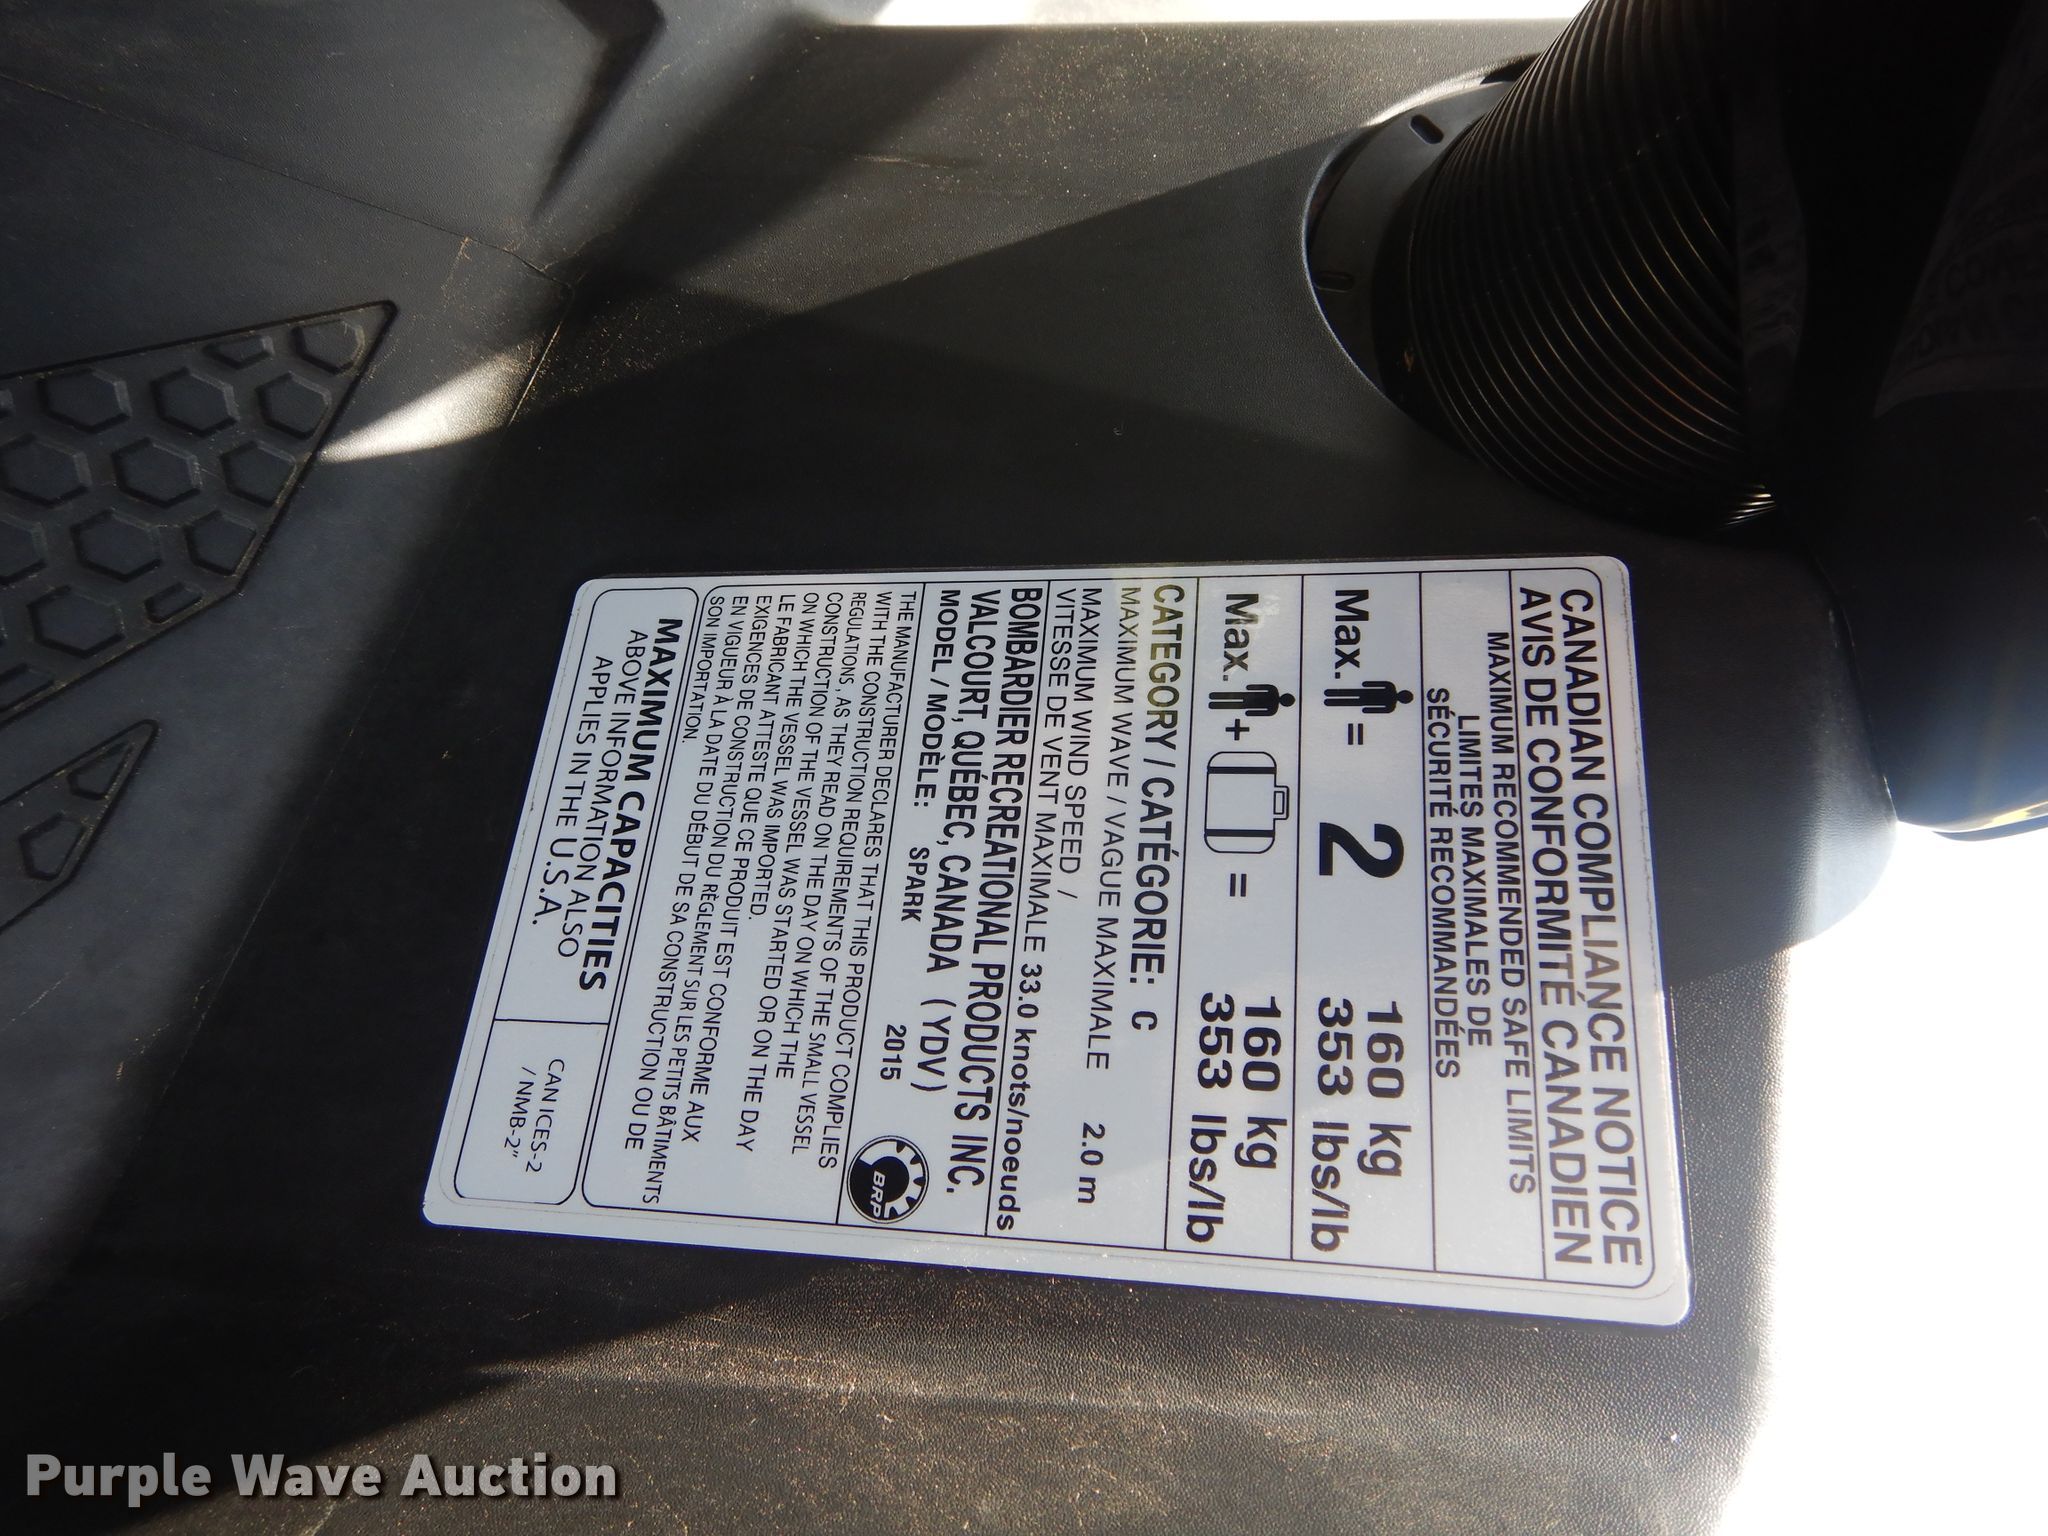 CANADIAN COMPLIANCE NOTICE
AVIS DE CONFORMITÉ CANADIEN
MAXIMUM RECOMMENDED SAFE LIMITS
LIMITES MAXIMALES DE
SÉCURITÉ RECOMMANDÉES
Max. = 2 160 kg
353 lbs/lb
Max. + = 160 kg
353 lbs/lb
CATEGORY / CATÉGORIE: C
MAXIMUM WAVE / VAGUE MAXIMALE 2.0 m
MAXIMUM WIND SPEED /
VITESSE DE VENT MAXIMALE 33.0 knots/noeuds
BOMBARDIER RECREATIONAL PRODUCTS INC.
VALCOURT, QUÉBEC, CANADA (YDV)
MODEL / MODÈLE: SPARK 2015
BRP
THE MANUFACTURER DECLARES THAT THIS PRODUCT COMPLIES
WITH THE CONSTRUCTION REQUIREMENTS OF THE SMALL VESSEL
REGULATIONS, AS THEY READ ON THE DAY ON WHICH THE
CONSTRUCTION OF THE VESSEL WAS STARTED OR ON THE DAY
ON WHICH THE VESSEL WAS IMPORTED.
LE FABRICANT ATTESTE QUE CE PRODUIT EST CONFORME AUX
EXIGENCES DE CONSTRUCTION DU RÈGLEMENT SUR LES PETITS BÂTIMENTS
EN VIGUEUR À LA DATE DU DÉBUT DE SA CONSTRUCTION OU DE
SON IMPORTATION.
MAXIMUM CAPACITIES
ABOVE INFORMATION ALSO
APPLIES IN THE U.S.A.
CAN ICES-2
/ NMB-2"
Purple Wave Auction